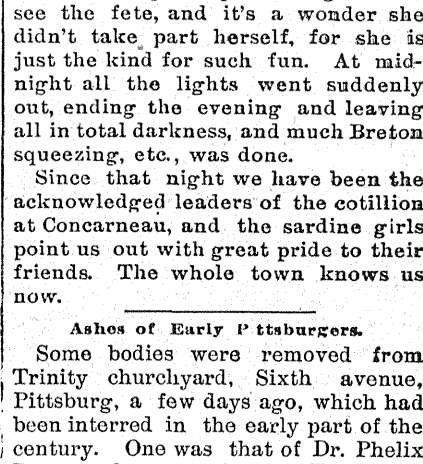 see the fete, and it's a wonder she
didn't take part herself, for she is
just the kind for such fun. At mid-
night all the lights went suddenly
out, ending the evening and leaving
all in total darkness, and much Breton
squeezing, etc., was done.
Since that night we have been the
acknowledged leaders of the cotillion
at Concarneau, and the sardine girls
point us out with great pride to their
friends. The whole town knows us
now.
Ashes of Early P ttsburgers.
Some bodies were removed from
Trinity churchyard, Sixth avenue,
Pittsburg, a few days ago, which had
been interred in the early part of the
century. One was that of Dr. Phelix